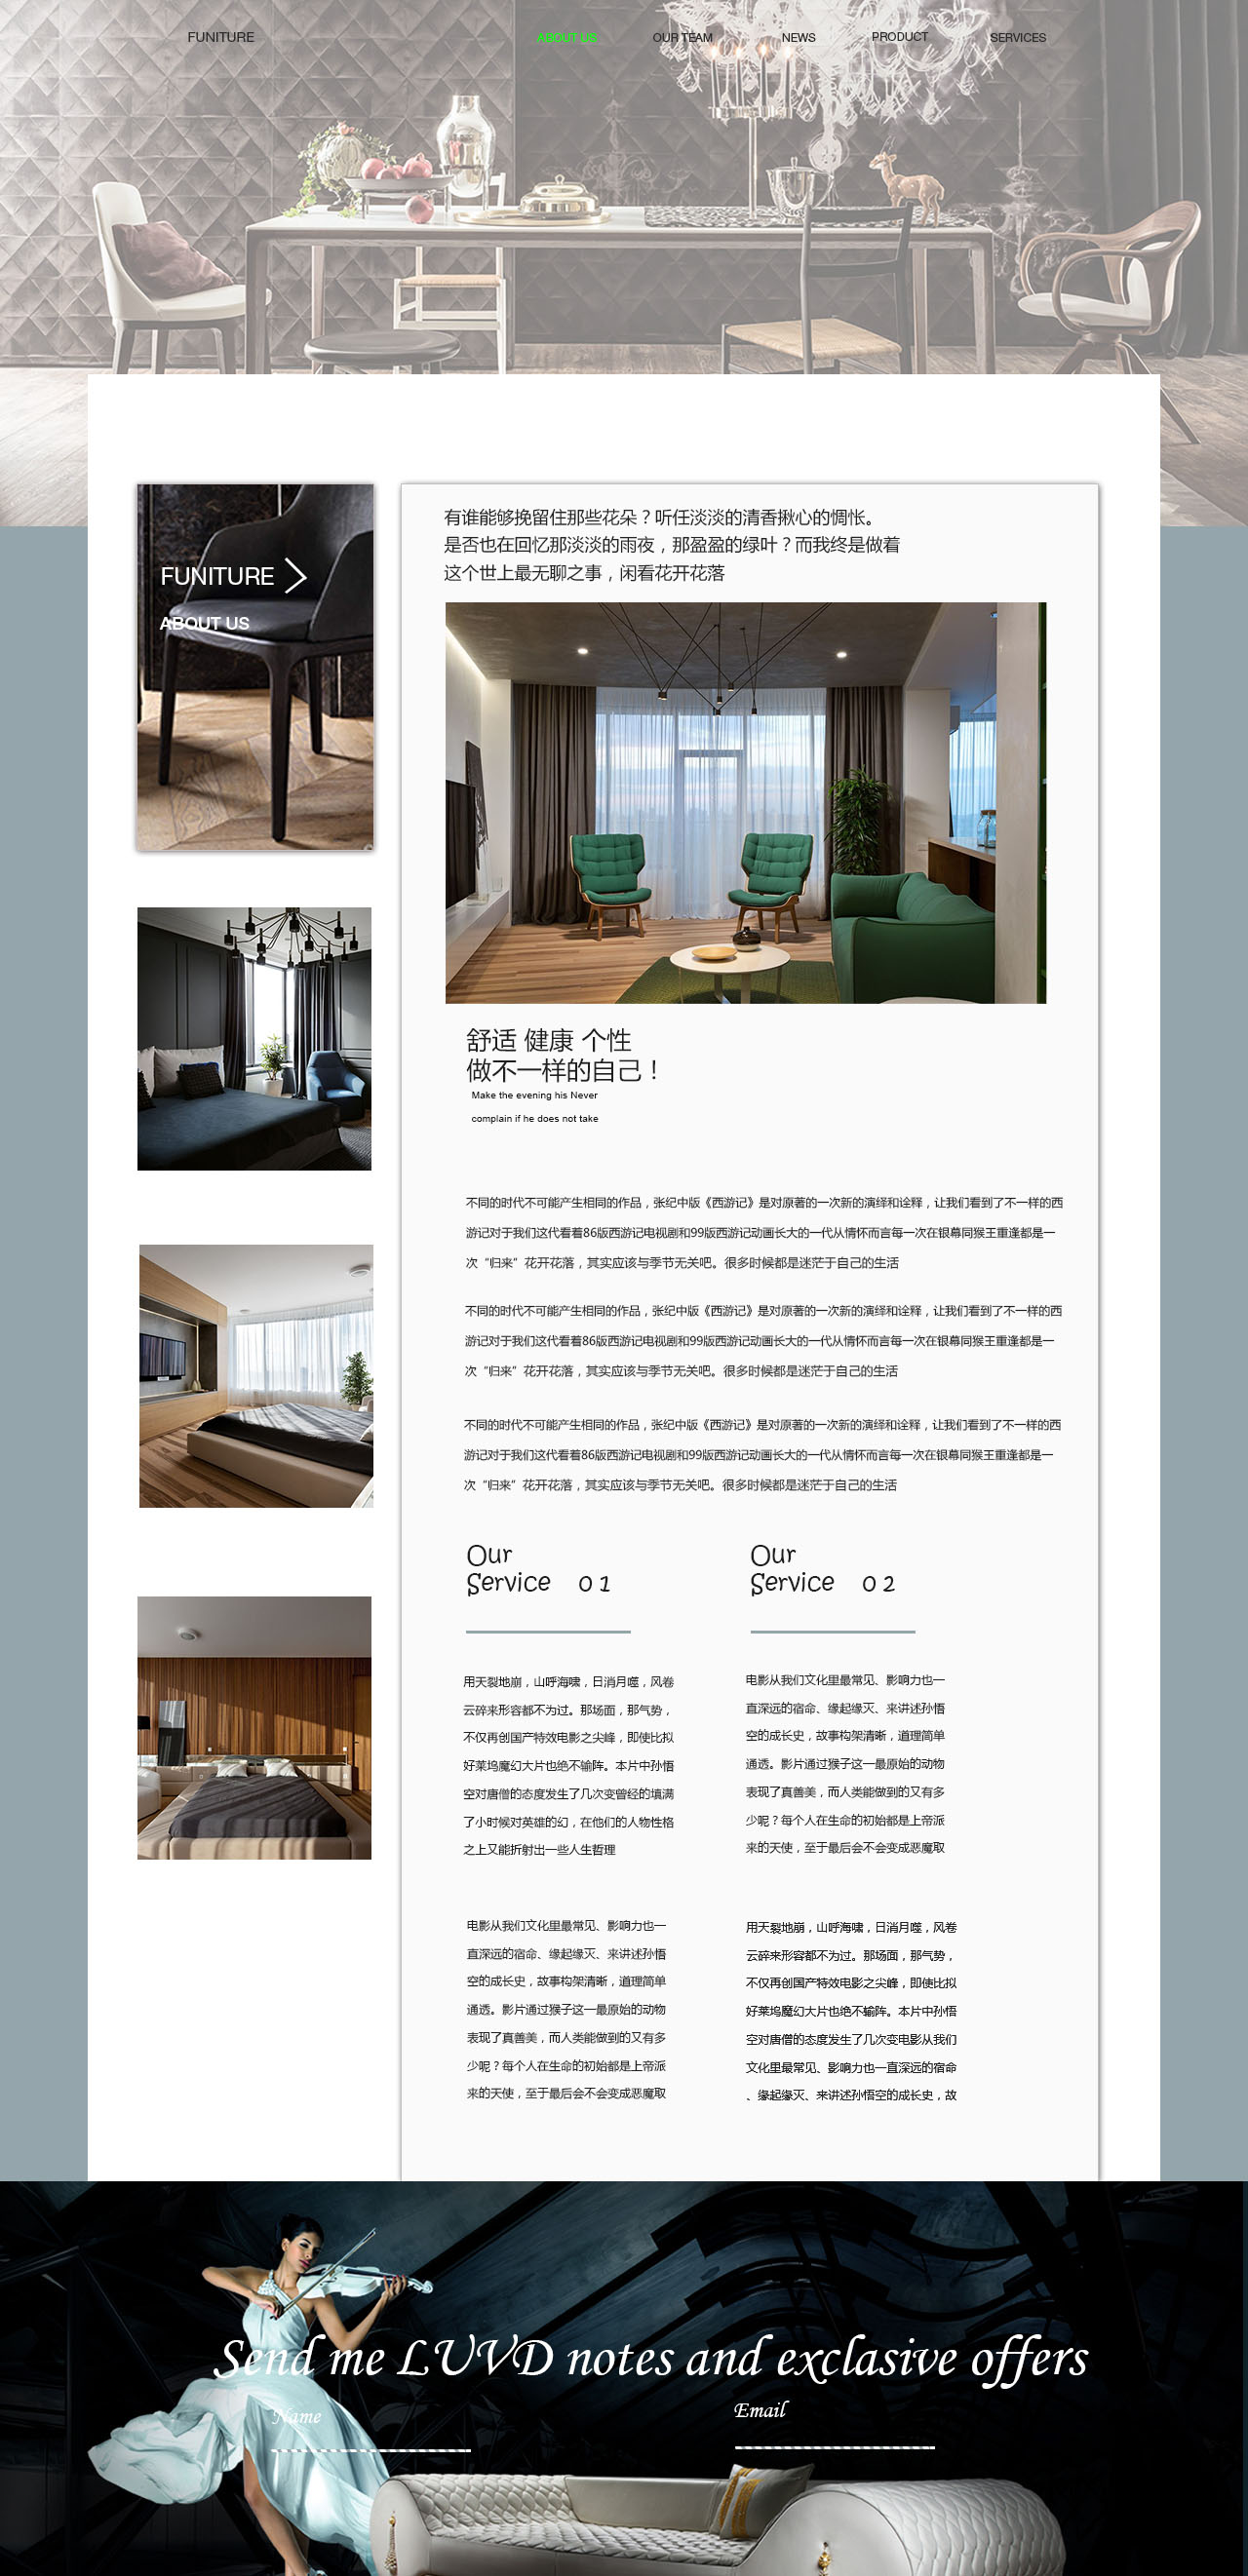 FUNITURE
ABOUT US
OUR TEAM
NEWS
PRODUCT
SERVICES
FUNITURE
ABOUT US
有谁能够挽留住那些花朵？听任淡淡的清香揪心的惆怅。
是否也在回忆那淡淡的雨夜，那盈盈的绿叶？而我终是做着
这个世上最无聊之事，闲看花开花落
舒适 健康 个性
做不一样的自己！
Make the evening his Never
complain if he does not take
不同的时代不可能产生相同的作品，张纪中版《西游记》是对原著的一次新的演绎和诠释，让我们看到了不一样的西
游记对于我们这代看着86版西游记电视剧和99版西游记动画长大的一代从情怀而言每一次在银幕同猴王重逢都是一
次“归来”花开花落，其实应该与季节无关吧。很多时候都是迷茫于自己的生活
不同的时代不可能产生相同的作品，张纪中版《西游记》是对原著的一次新的演绎和诠释，让我们看到了不一样的西
游记对于我们这代看着86版西游记电视剧和99版西游记动画长大的一代从情怀而言每一次在银幕同猴王重逢都是一
次“归来”花开花落，其实应该与季节无关吧。很多时候都是迷茫于自己的生活
不同的时代不可能产生相同的作品，张纪中版《西游记》是对原著的一次新的演绎和诠释，让我们看到了不一样的西
游记对于我们这代看着86版西游记电视剧和99版西游记动画长大的一代从情怀而言每一次在银幕同猴王重逢都是一
次“归来”花开花落，其实应该与季节无关吧。很多时候都是迷茫于自己的生活
Our
Service 01
用天裂地崩，山呼海啸，日消月噬，风卷
云碎来形容都不为过。那场面，那气势，
不仅再创国产特效电影之尖峰，即使比拟
好莱坞魔幻大片也绝不输阵。本片中孙悟
空对唐僧的态度发生了几次变曾经的填满
了小时候对英雄的幻，在他们的人物性格
之上又能折射出一些人生哲理
Our
Service 02
电影从我们文化里最常见、影响力也一
直深远的宿命、缘起缘灭、来讲述孙悟
空的成长史，故事构架清晰，道理简单
通透。影片通过猴子这一最原始的动物
表现了真善美，而人类能做到的又有多
少呢？每个人在生命的初始都是上帝派
来的天使，至于最后会不会变成恶魔取
电影从我们文化里最常见、影响力也一
直深远的宿命、缘起缘灭、来讲述孙悟
空的成长史，故事构架清晰，道理简单
通透。影片通过猴子这一最原始的动物
表现了真善美，而人类能做到的又有多
少呢？每个人在生命的初始都是上帝派
来的天使，至于最后会不会变成恶魔取
用天裂地崩，山呼海啸，日消月噬，风卷
云碎来形容都不为过。那场面，那气势，
不仅再创国产特效电影之尖峰，即使比拟
好莱坞魔幻大片也绝不输阵。本片中孙悟
空对唐僧的态度发生了几次变电影从我们
文化里最常见、影响力也一直深远的宿命
、缘起缘灭、来讲述孙悟空的成长史，故
Send me LUVD notes and exclasive offers
Name
Email